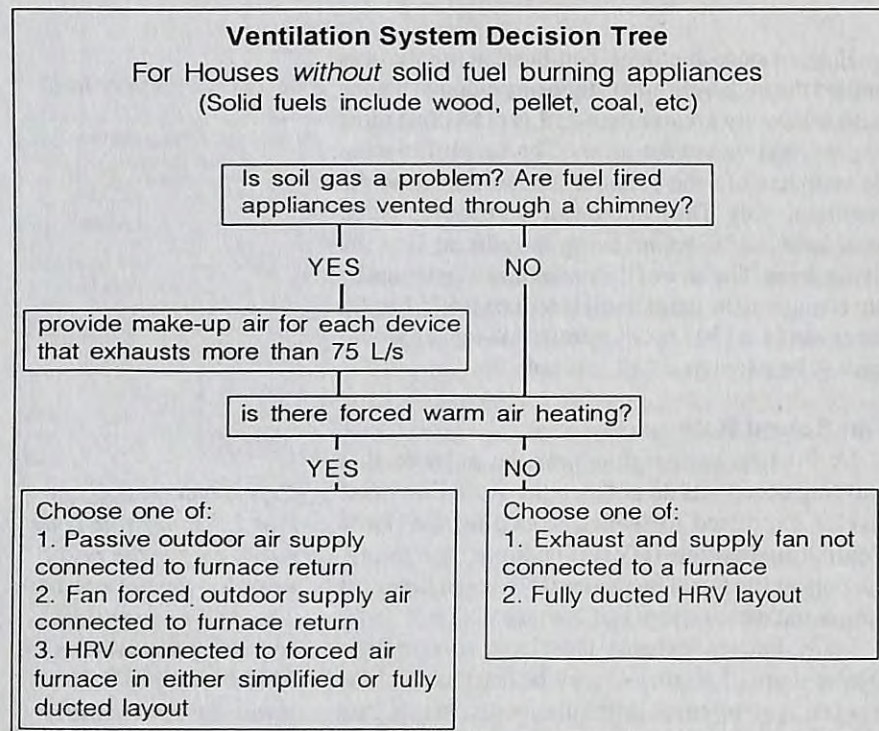 Ventilation System Decision Tree
For Houses without solid fuel burning appliances
(Solid fuels include wood, pellet, coal, etc)
Is soil gas a problem? Are fuel fired
appliances vented through a chimney?
YES
NO
provide make-up air for each device
that exhausts more than 75 L/s
is there forced warm air heating?
YES
NO
Choose one of:
1. Passive outdoor air supply
connected to furnace return
2. Fan forced outdoor supply air
connected to furnace return
3. HRV connected to forced air
furnace in either simplified or fully
ducted layout
Choose one of:
1. Exhaust and supply fan not
connected to a furnace
2. Fully ducted HRV layout